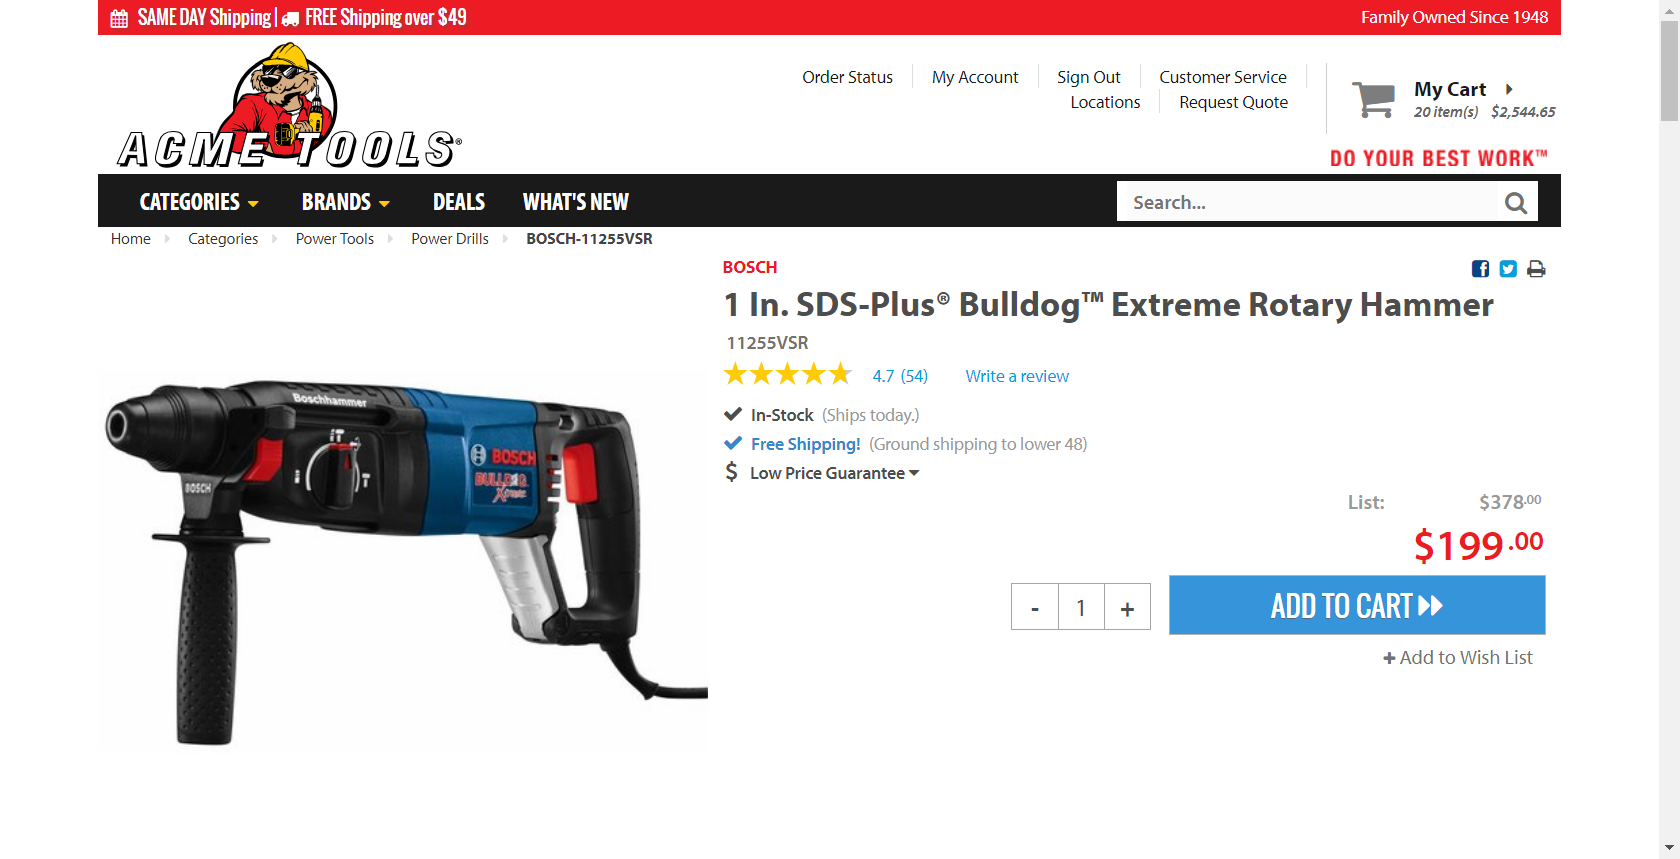 SAME DAY Shipping | FREE Shipping over $49
Family Owned Since 1948
ACME TOOLS®
Order Status
My Account
Sign Out
Customer Service
Locations
Request Quote
My Cart
20 item(s) $2,544.65
DO YOUR BEST WORK™
CATEGORIES
BRANDS
DEALS
WHAT'S NEW
Search...
Home
Categories
Power Tools
Power Drills
BOSCH-11255VSR
BOSCH
1 In. SDS-Plus® Bulldog™ Extreme Rotary Hammer
11255VSR
4.7 (54)
Write a review
In-Stock (Ships today.)
Free Shipping! (Ground shipping to lower 48)
$ Low Price Guarantee
List: $378.00
$199.00
- 1 +
ADD TO CART
+ Add to Wish List
Boschhammer
BOSCH
BULLDOG
Xtreme
BOSCH